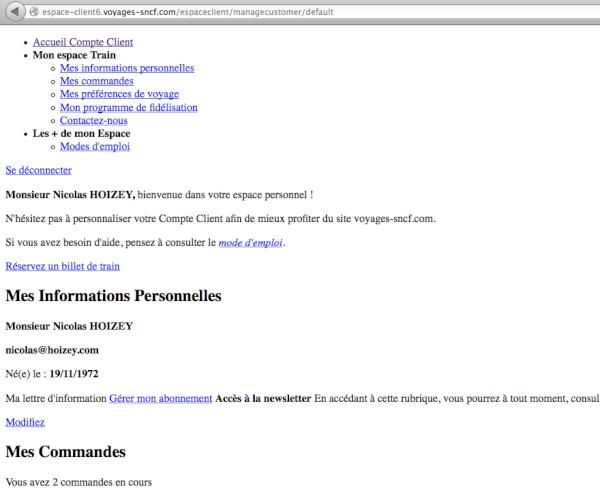 espace-client6.voyages-sncf.com/espaceclient/managecustomer/default
Accueil Compte Client
Mon espace Train
Mes informations personnelles
Mes commandes
Mes préférences de voyage
Mon programme de fidélisation
Contactez-nous
Les + de mon Espace
Modes d'emploi
Se déconnecter
Monsieur Nicolas HOIZEY, bienvenue dans votre espace personnel !
N'hésitez pas à personnaliser votre Compte Client afin de mieux profiter du site voyages-sncf.com.
Si vous avez besoin d'aide, pensez à consulter le mode d'emploi.
Réservez un billet de train
Mes Informations Personnelles
Monsieur Nicolas HOIZEY
nicolas@hoizey.com
Né(e) le : 19/11/1972
Ma lettre d'information Gérer mon abonnement Accès à la newsletter En accédant à cette rubrique, vous pourrez à tout moment, consul
Modifiez
Mes Commandes
Vous avez 2 commandes en cours